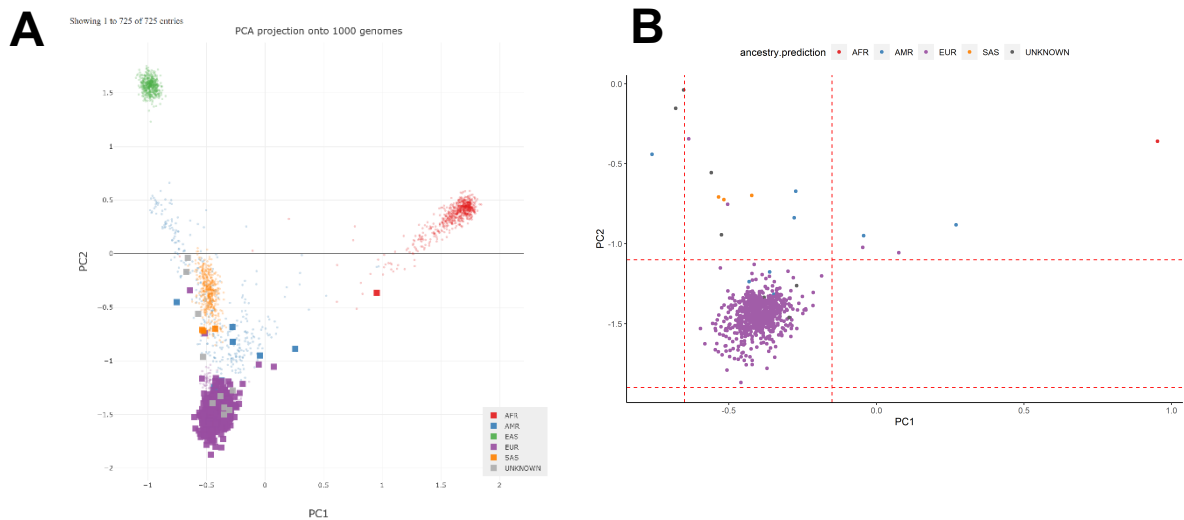 A
Showing 1 to 725 of 725 entries
PCA projection onto 1000 genomes
PC2
1.5
1
0.5
0
−0.5
−1
−1.5
−2
−1
−0.5
0
0.5
1
1.5
2
PC1
AFR
AMR
EAS
EUR
SAS
UNKNOWN
B
ancestry.prediction AFR AMR EUR SAS UNKNOWN
PC2
0.0
-0.5
-1.0
-1.5
-0.5
0.0
0.5
1.0
PC1